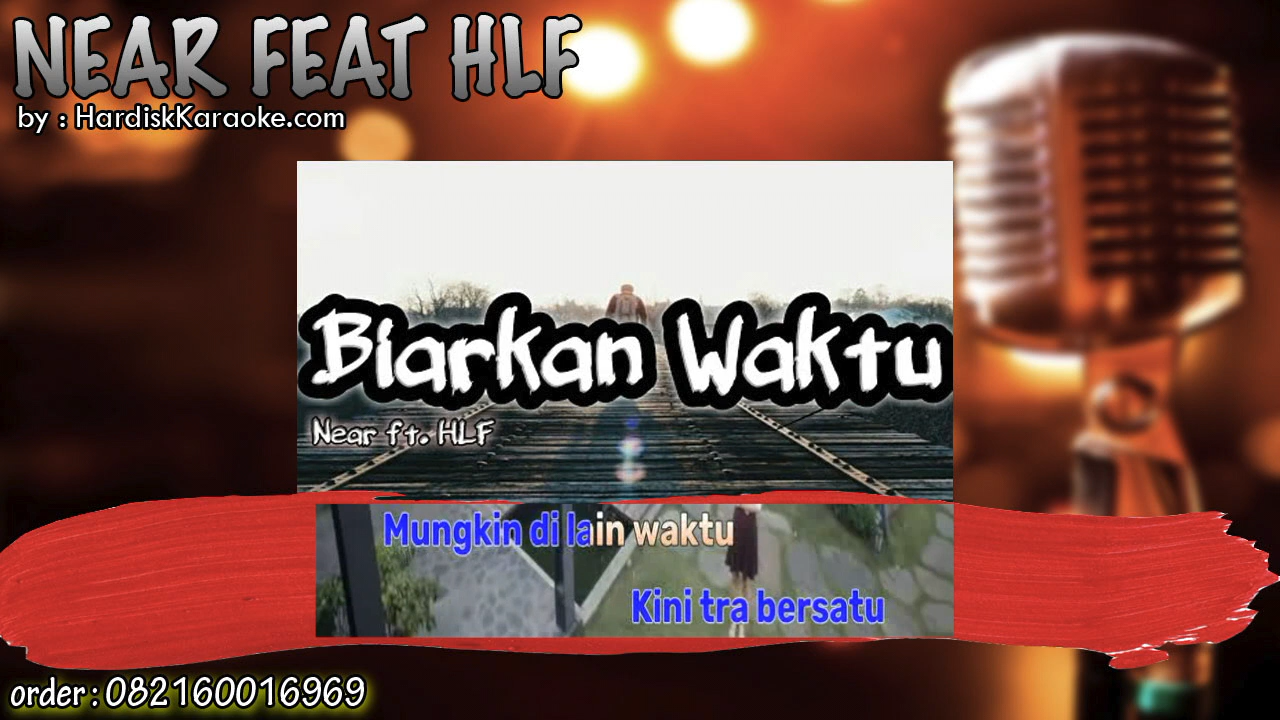 NEAR FEAT HLF
by : HardiskKaraoke.com
Biarkan Waktu
Near ft. HLF
Mungkin di lain waktu
Kini tra bersatu
order : 082160016969